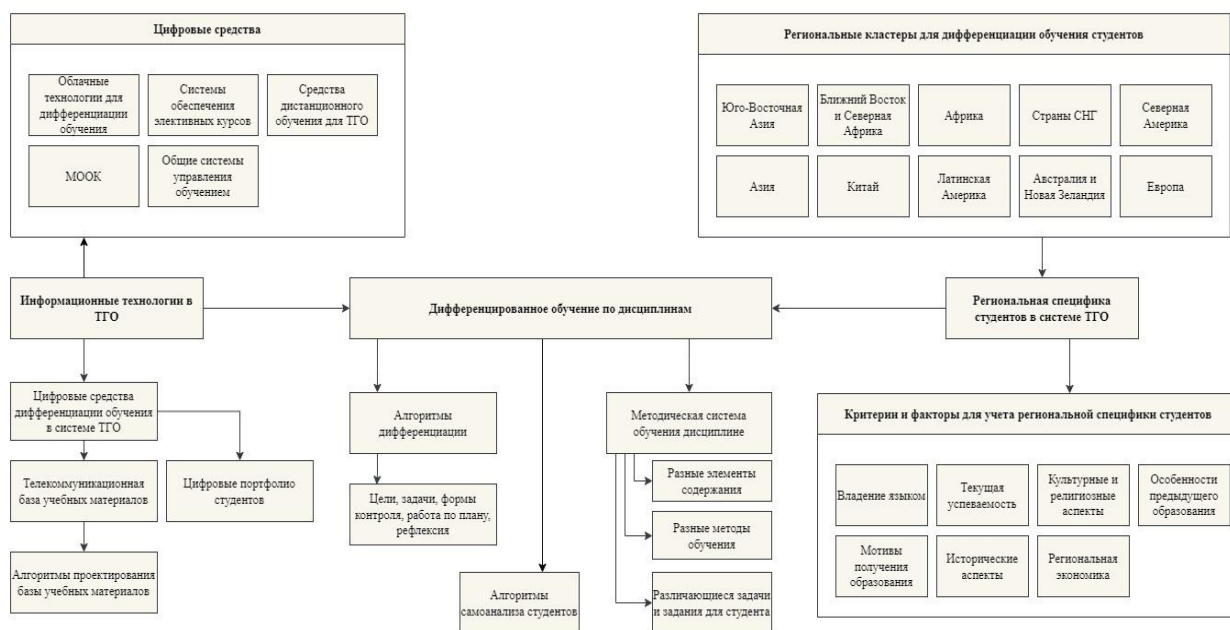 Цифровые средства
Облачные
технологии для
дифференциации
обучения
Системы
обеспечения
элективных курсов
Средства
дистанционного
обучения для ТГО
МООК
Общие системы
управления
обучением
Региональные кластеры для дифференциации обучения студентов
Юго-Восточная
Азия
Ближний Восток
и Северная
Африка
Африка
Страны СНГ
Северная
Америка
Азия
Китай
Латинская
Америка
Австралия и
Новая Зеландия
Европа
Информационные технологии в
ТГО
Дифференцированное обучение по дисциплинам
Региональная специфика
студентов в системе ТГО
Цифровые средства
дифференциации обучения
в системе ТГО
Телекоммуникационная
база учебных материалов
Цифровые портфолио
студентов
Алгоритмы проектирования
базы учебных материалов
Алгоритмы
дифференциации
Цели, задачи, формы
контроля, работа по плану,
рефлексия
Алгоритмы
самоанализа студентов
Методическая система
обучения дисциплине
Разные элементы
содержания
Разные методы
обучения
Различающиеся задачи
и задания для студента
Критерии и факторы для учета региональной специфики студентов
Владение языком
Текущая
успеваемость
Культурные и
религиозные
аспекты
Особенности
предыдущего
образования
Мотивы
получения
образования
Исторические
аспекты
Региональная
экономика